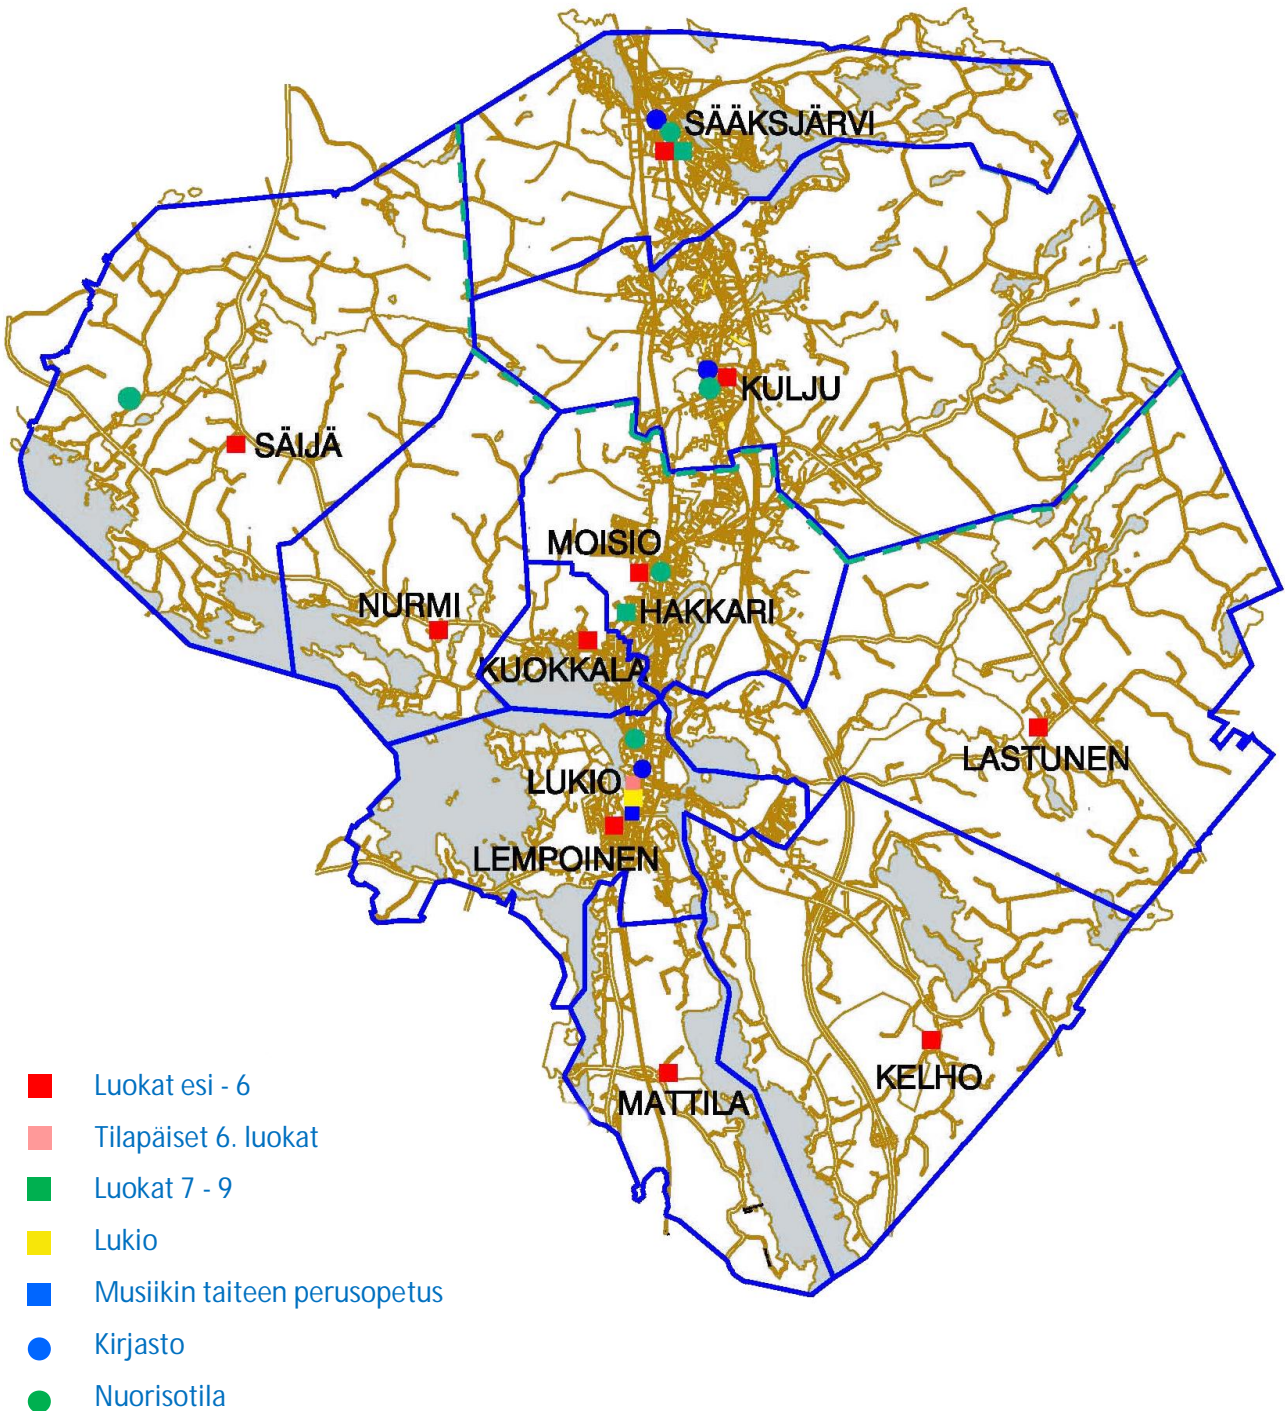 SÄÄKSJÄRVI
KULJU
SÄIJÄ
MOISIO
NURMI
HAKKARI
KUOKKALA
LASTUNEN
LUKIO
LEMPOINEN
KELHO
MATTILA
Luokat esi - 6
Tilapäiset 6. luokat
Luokat 7 - 9
Lukio
Musiikin taiteen perusopetus
Kirjasto
Nuorisotila